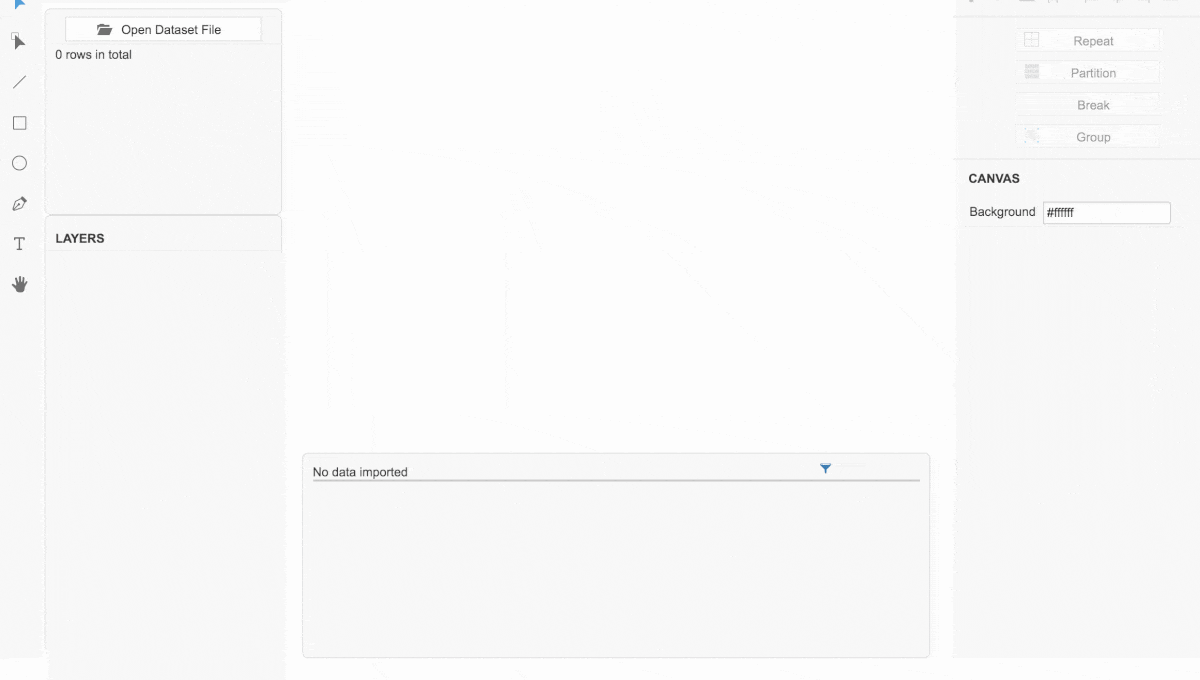 Open Dataset File
0 rows in total
LAYERS
T
No data imported
Repeat
Partition
Break
Group
CANVAS
Background #ffffff